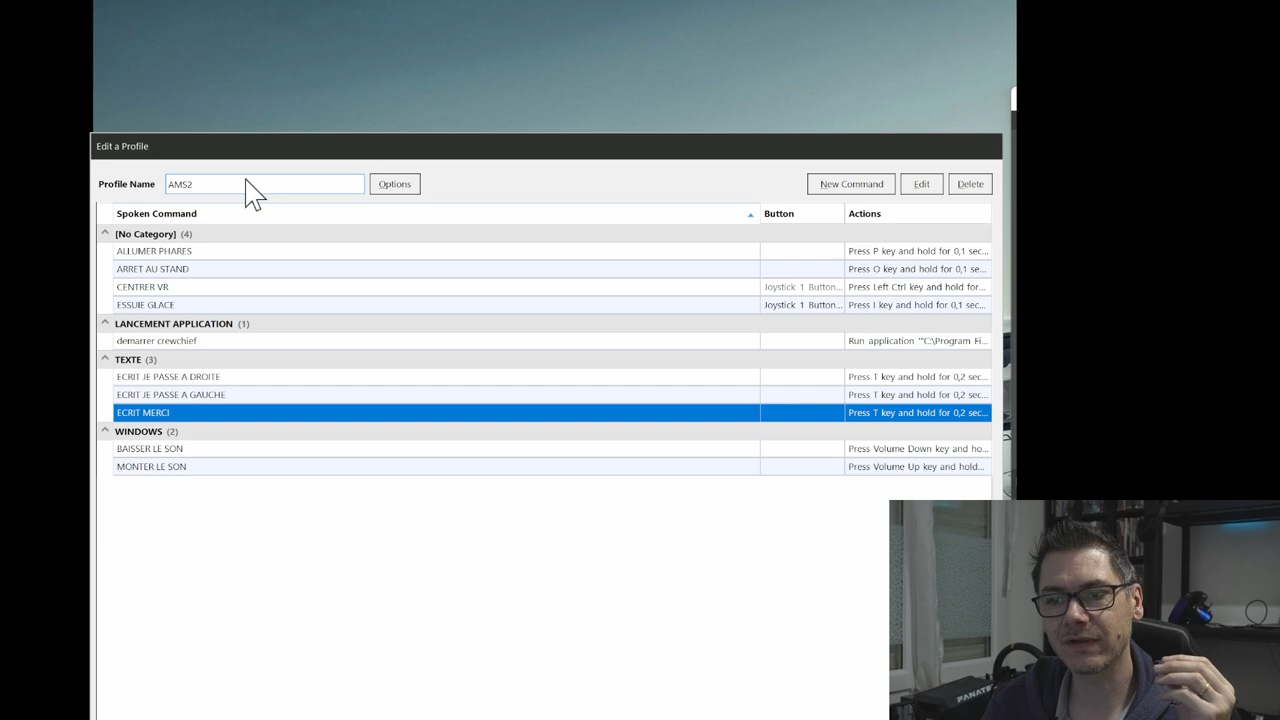 Edit a Profile
Profile Name AMS2 Options New Command Edit Delete
Spoken Command Button Actions
[No Category] (4)
ALLUMER PHARES Press P key and hold for 0,1 sec...
ARRET AU STAND Press O key and hold for 0,1 se...
CENTRER VR Joystick 1 Button... Press Left Ctrl key and hold for...
ESSUIE GLACE Joystick 1 Button... Press I key and hold for 0,1 sec...
LANCEMENT APPLICATION (1)
demarrer crewchief Run application '"C:\Program Fi...
TEXTE (3)
ECRIT JE PASSE A DROITE Press T key and hold for 0,2 sec...
ECRIT JE PASSE A GAUCHE Press T key and hold for 0,2 sec...
ECRIT MERCI Press T key and hold for 0,2 sec...
WINDOWS (2)
BAISSER LE SON Press Volume Down key and ho...
MONTER LE SON Press Volume Up key and hold...
FANATE